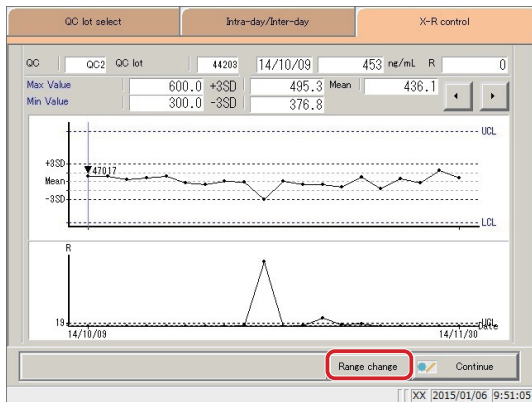 QC lot select Intra-day/Inter-day X-R control
QC QC2 QC lot 44203 14/10/09 453 ng/mL R 0
Max Value 600.0 +3SD 495.3 Mean 436.1
Min Value 300.0 -3SD 376.8
UCL
+3SD
47017
Mean
-3SD
LCL
R
19
UCL
Date
14/10/09 14/11/30
Range change Continue
XX 2015/01/06 9:51:05